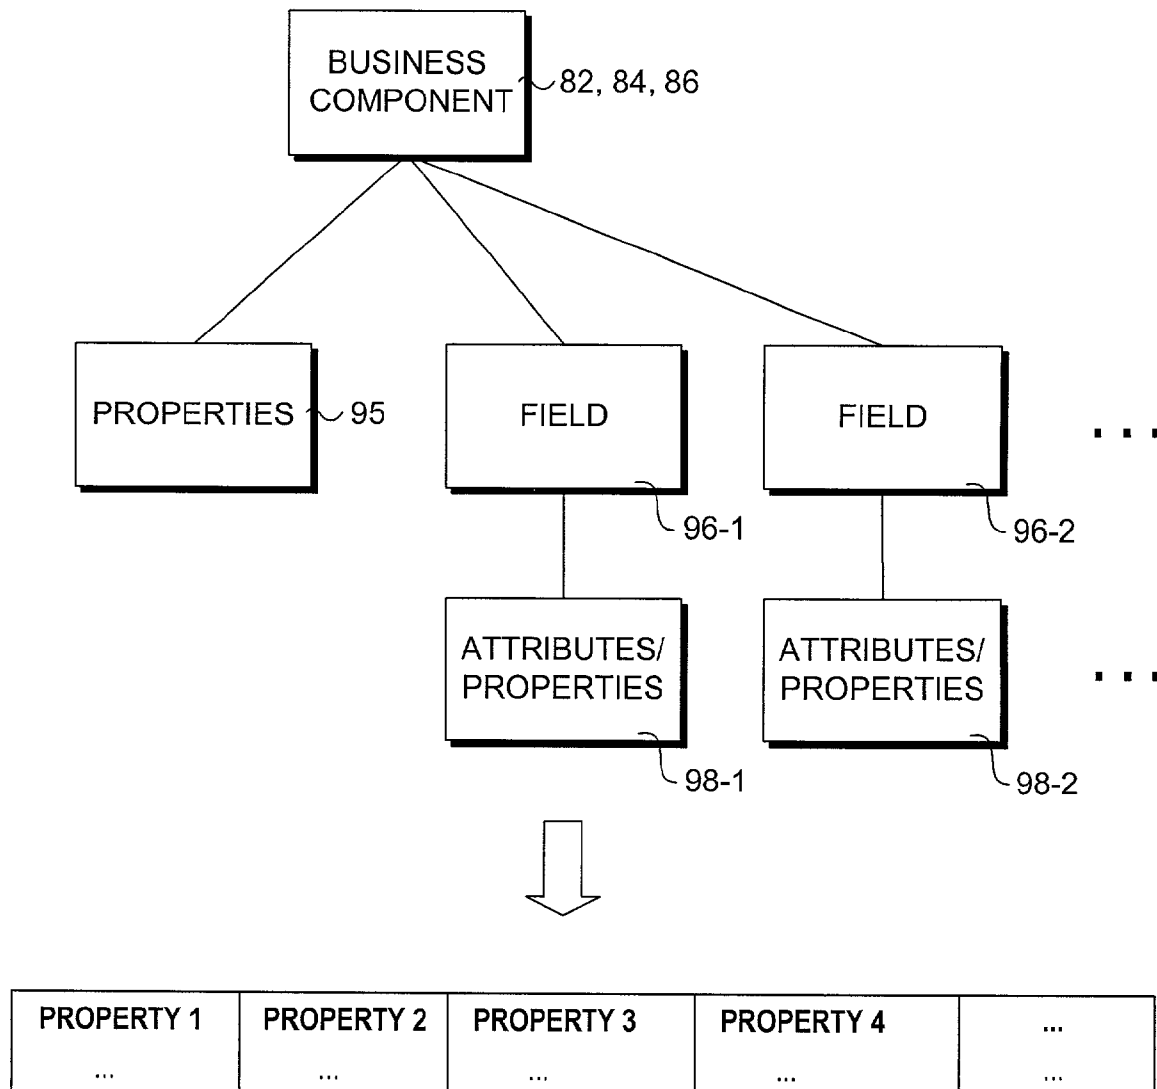 BUSINESS
COMPONENT
82, 84, 86
PROPERTIES
95
FIELD
FIELD
...
96-1
96-2
ATTRIBUTES/
PROPERTIES
ATTRIBUTES/
PROPERTIES
...
98-1
98-2
PROPERTY 1 PROPERTY 2 PROPERTY 3 PROPERTY 4 ...
... ... ... ... ...